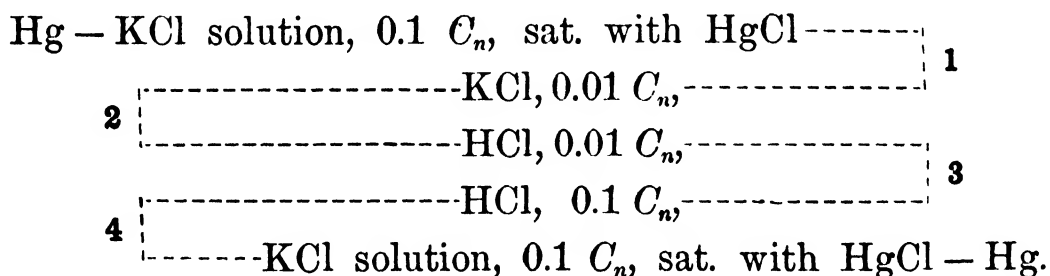 Hg – KCl solution, 0.1 Cₙ, sat. with HgCl
1
KCl, 0.01 Cₙ,
2
HCl, 0.01 Cₙ,
3
HCl, 0.1 Cₙ,
4
KCl solution, 0.1 Cₙ, sat. with HgCl – Hg.